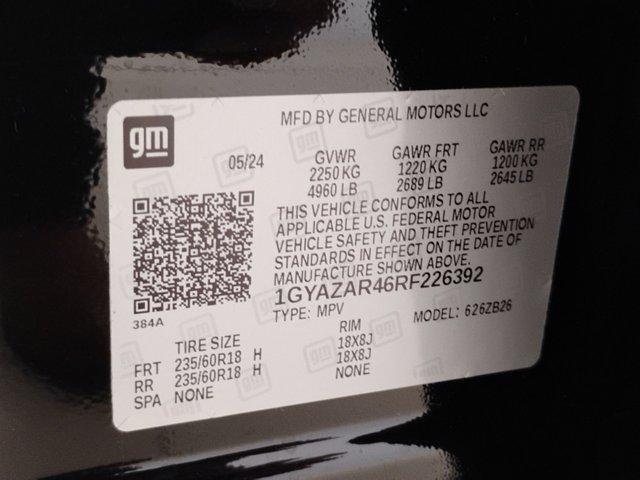 MFD BY GENERAL MOTORS LLC
gm
05/24
GVWR GAWR FRT GAWR RR
2250 KG 1220 KG 1200 KG
4960 LB 2689 LB 2645 LB
THIS VEHICLE CONFORMS TO ALL
APPLICABLE U.S. FEDERAL MOTOR
VEHICLE SAFETY AND THEFT PREVENTION
STANDARDS IN EFFECT ON THE DATE OF
MANUFACTURE SHOWN ABOVE.
1GYAZAR46RF226392
TYPE: MPV MODEL: 626ZB26
384A
TIRE SIZE RIM
FRT 235/60R18 H 18X8J
RR 235/60R18 H 18X8J
SPA NONE NONE